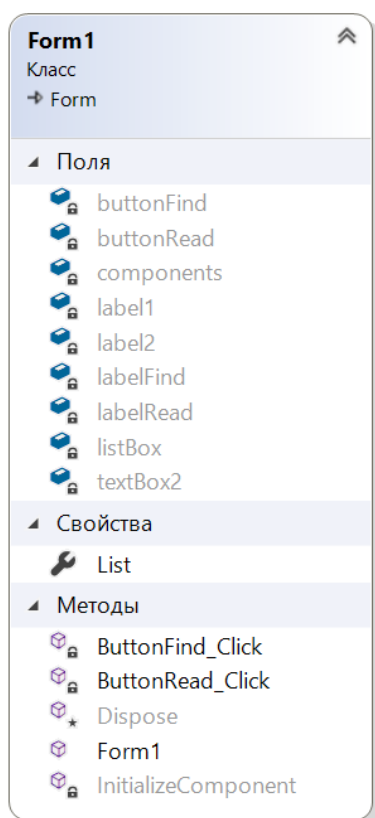 Form1
Класс
Form
Поля
buttonFind
buttonRead
components
label1
label2
labelFind
labelRead
listBox
textBox2
Свойства
List
Методы
ButtonFind_Click
ButtonRead_Click
Dispose
Form1
InitializeComponent